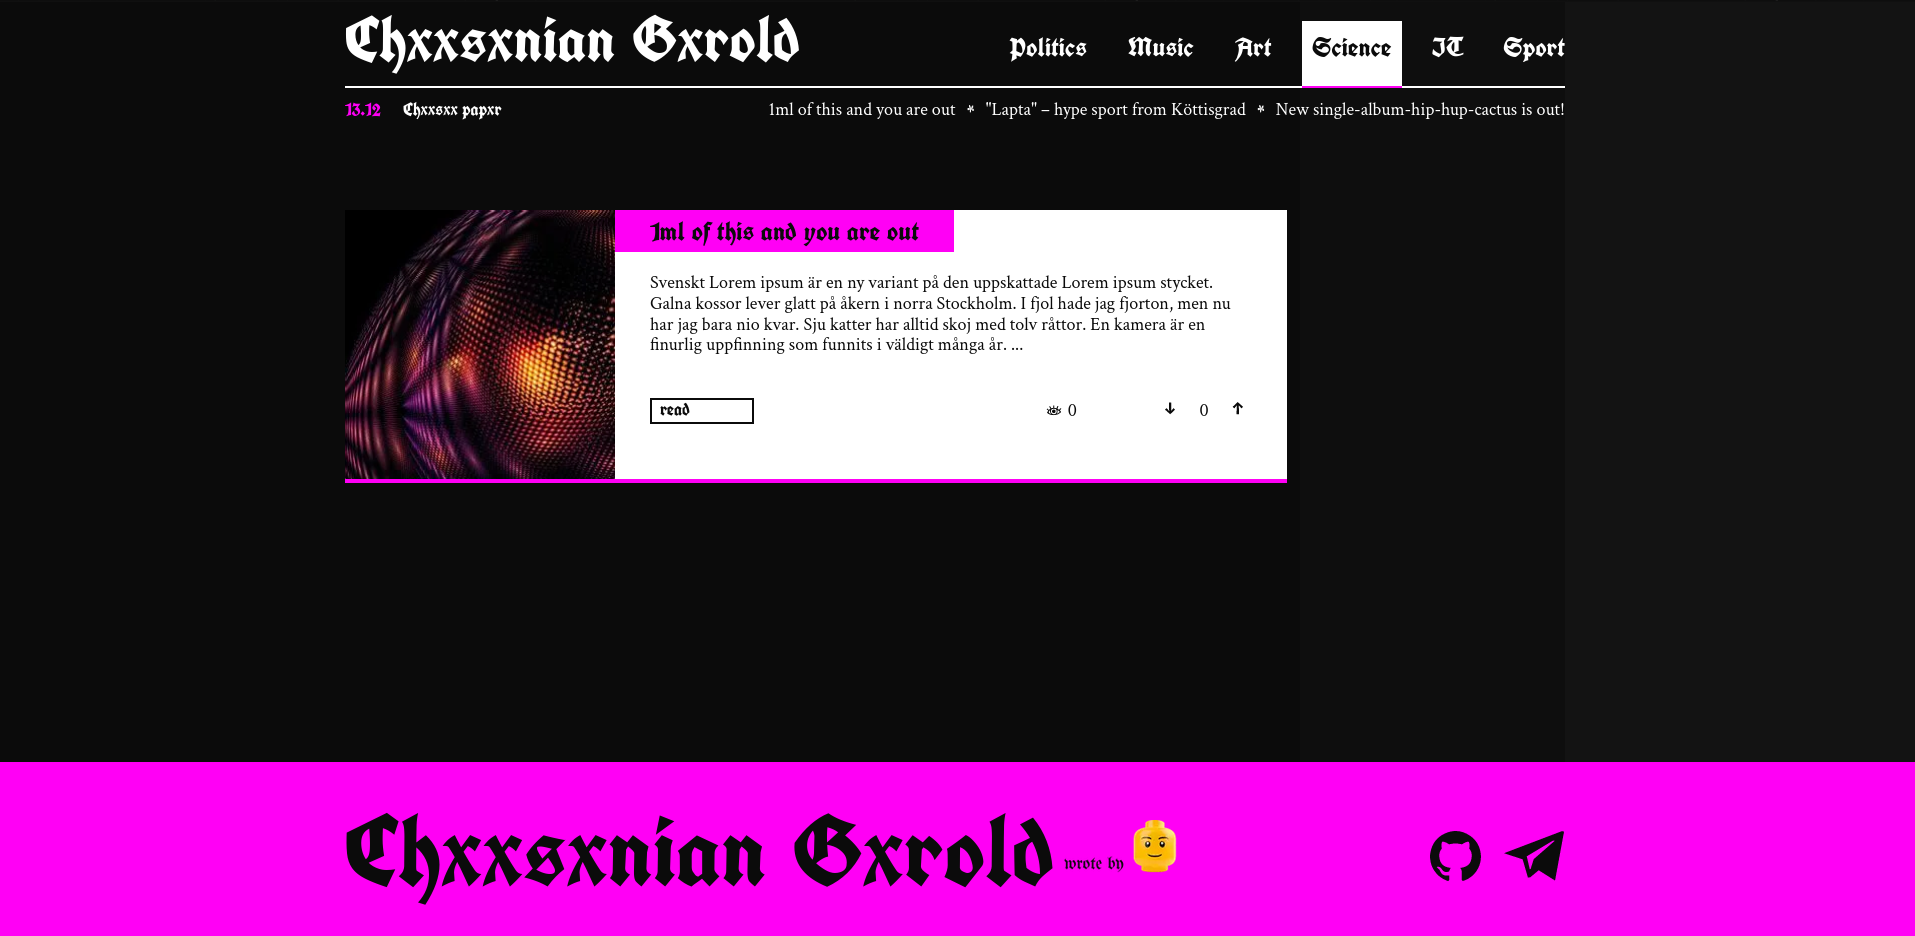 Chxxsxnian Gxrold
Politics Music Art Science IT Sport
13.12 Chxxsxx papxr 1ml of this and you are out * "Lapta" – hype sport from Köttisgrad * New single-album-hip-hup-cactus is out!
1ml of this and you are out
Svenskt Lorem ipsum är en ny variant på den uppskattade Lorem ipsum stycket.
Galna kossor lever glatt på åkern i norra Stockholm. I fjol hade jag fjorton, men nu
har jag bara nio kvar. Sju katter har alltid skoj med tolv råttor. En kamera är en
finurlig uppfinning som funnits i väldigt många år. ...
read 0 0
Chxxsxnian Gxrold wrote by